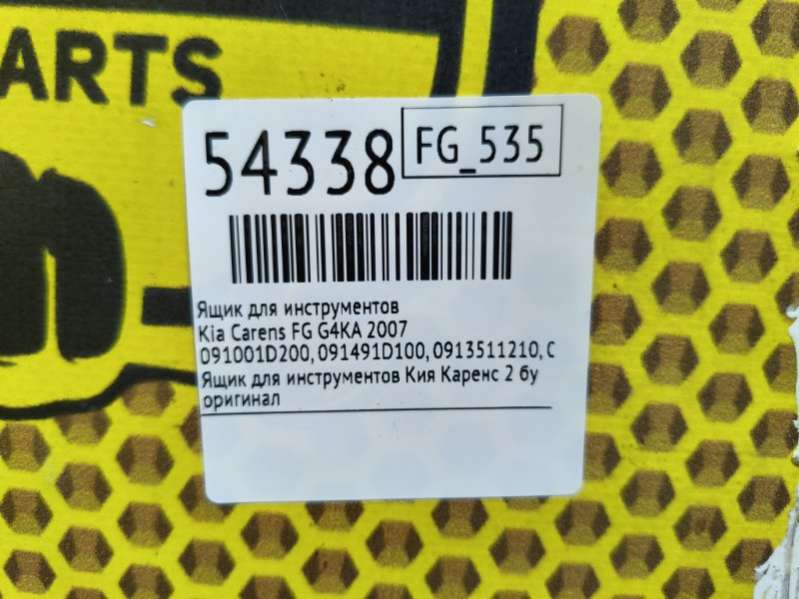 ARTS
54338
FG_535
Ящик для инструментов
Kia Carens FG G4KA 2007
091001D200, 091491D100, 0913511210, C
Ящик для инструментов Кия Каренс 2 бу
оригинал